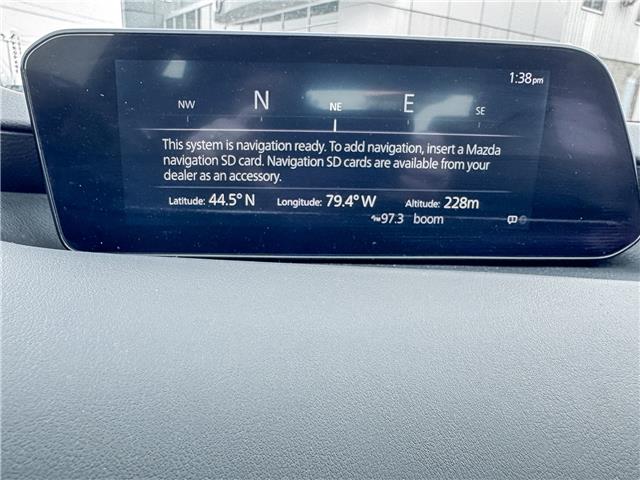 1:38pm
NW N NE E SE
This system is navigation ready. To add navigation, insert a Mazda
navigation SD card. Navigation SD cards are available from your
dealer as an accessory.
Latitude: 44.5° N Longitude: 79.4° W Altitude: 228m
FM 97.3 boom